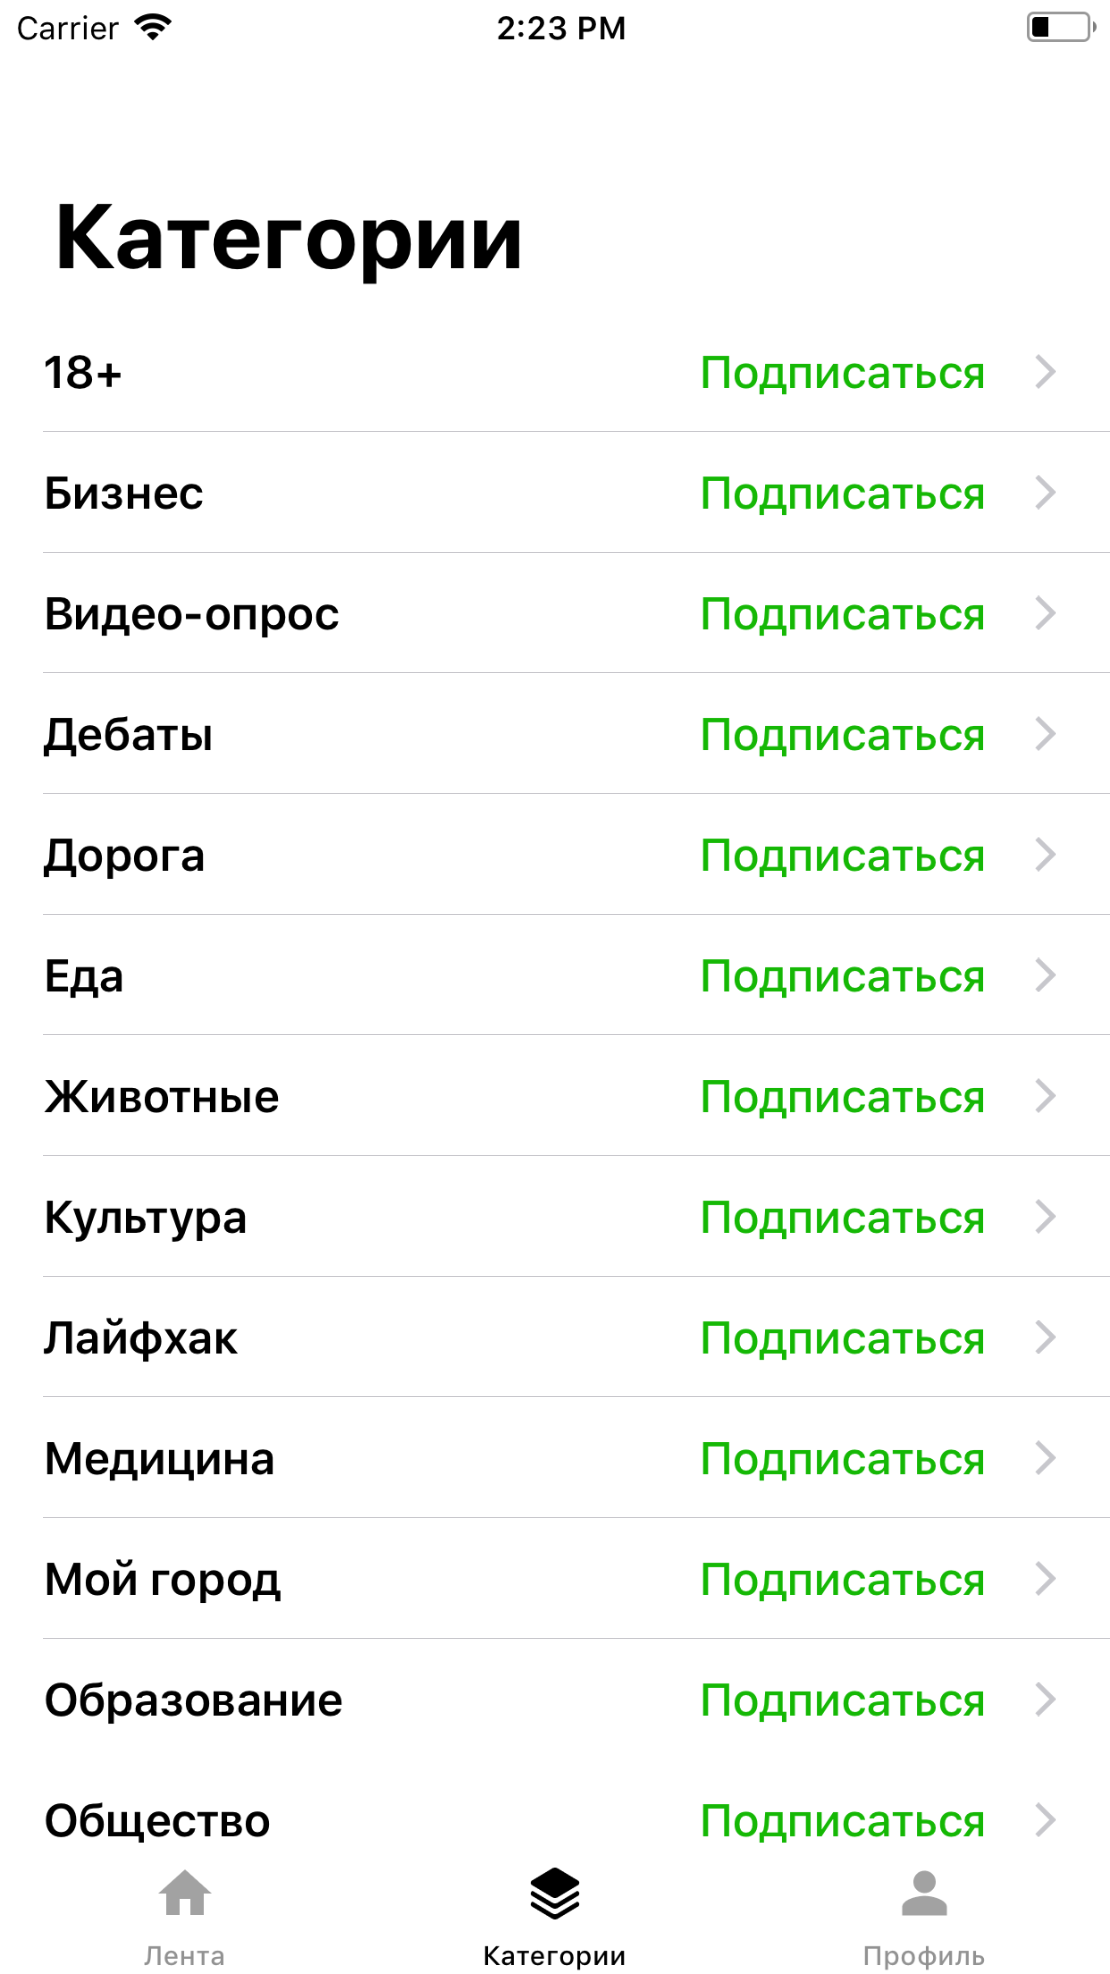 Carrier 2:23 PM
Категории
18+ Подписаться
Бизнес Подписаться
Видео-опрос Подписаться
Дебаты Подписаться
Дорога Подписаться
Еда Подписаться
Животные Подписаться
Культура Подписаться
Лайфхак Подписаться
Медицина Подписаться
Мой город Подписаться
Образование Подписаться
Общество Подписаться
Лента Категории Профиль